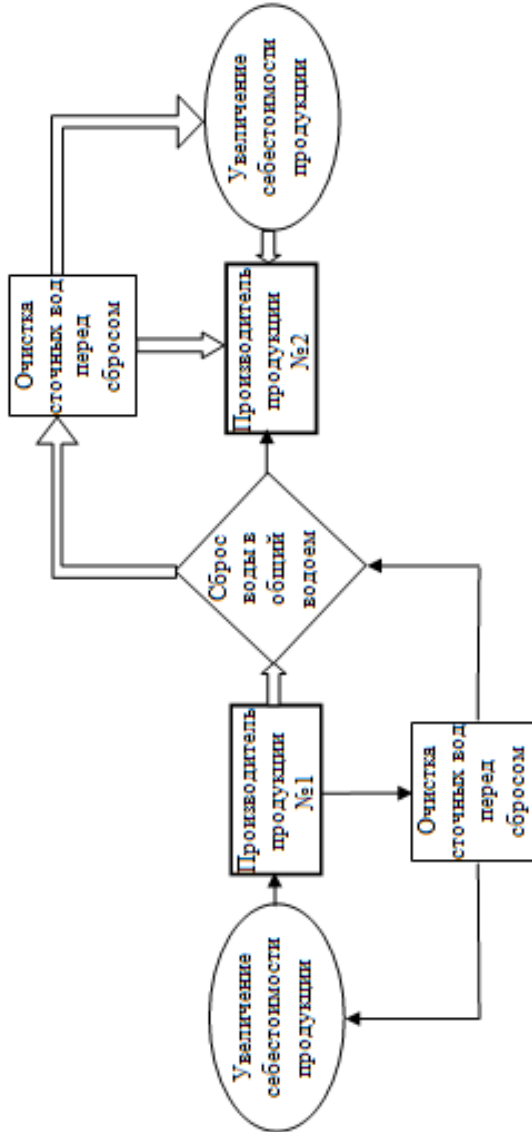 Увеличение
себестоимости
продукции
Производитель
продукции
№1
Очистка
сточных вод
перед
сбросом
Сброс
воды в
общий
водоем
Очистка
сточных вод
перед
сбросом
Производитель
продукции
№2
Увеличение
себестоимости
продукции